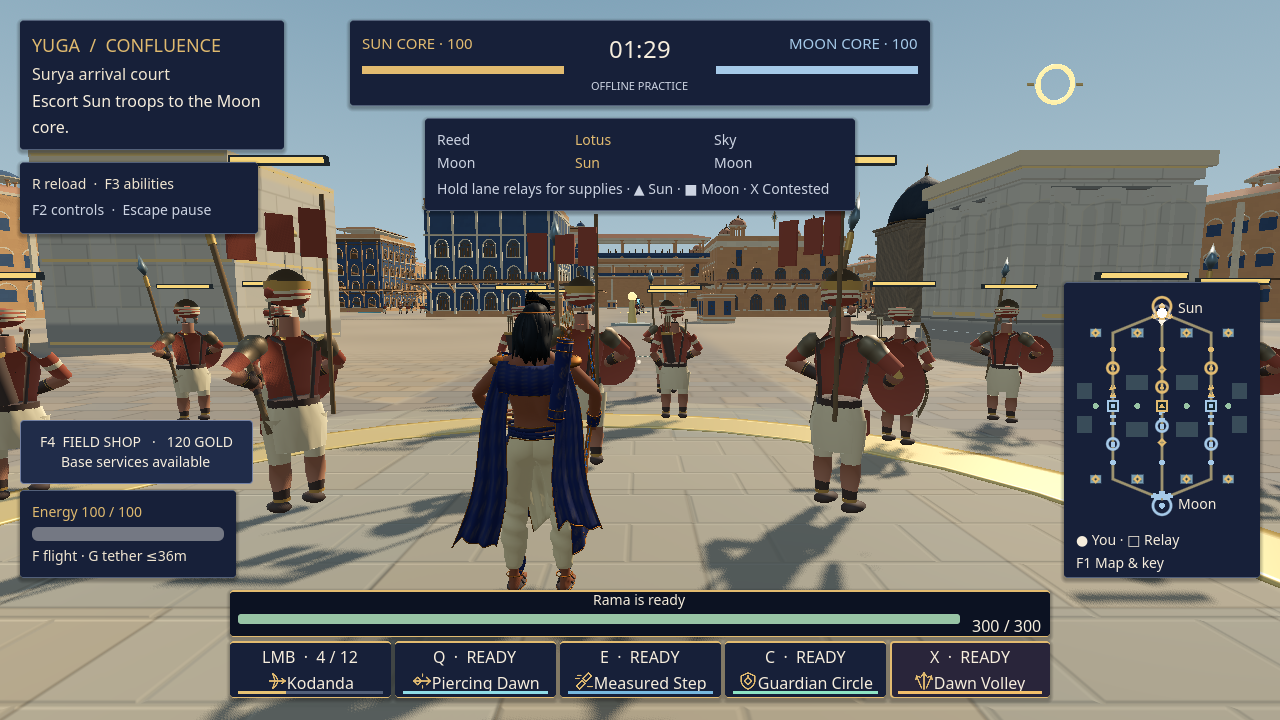 YUGA / CONFLUENCE
Surya arrival court
Escort Sun troops to the Moon
core.
R reload · F3 abilities
F2 controls · Escape pause
SUN CORE · 100
01:29
MOON CORE · 100
OFFLINE PRACTICE
Reed Lotus Sky
Moon Sun Moon
Hold lane relays for supplies · ▲ Sun · ■ Moon · X Contested
Sun
Moon
● You · □ Relay
F1 Map & key
F4 FIELD SHOP · 120 GOLD
Base services available
Energy 100 / 100
F flight · G tether ≤36m
Rama is ready
300 / 300
LMB · 4 / 12
Kodanda
Q · READY
Piercing Dawn
E · READY
Measured Step
C · READY
Guardian Circle
X · READY
Dawn Volley